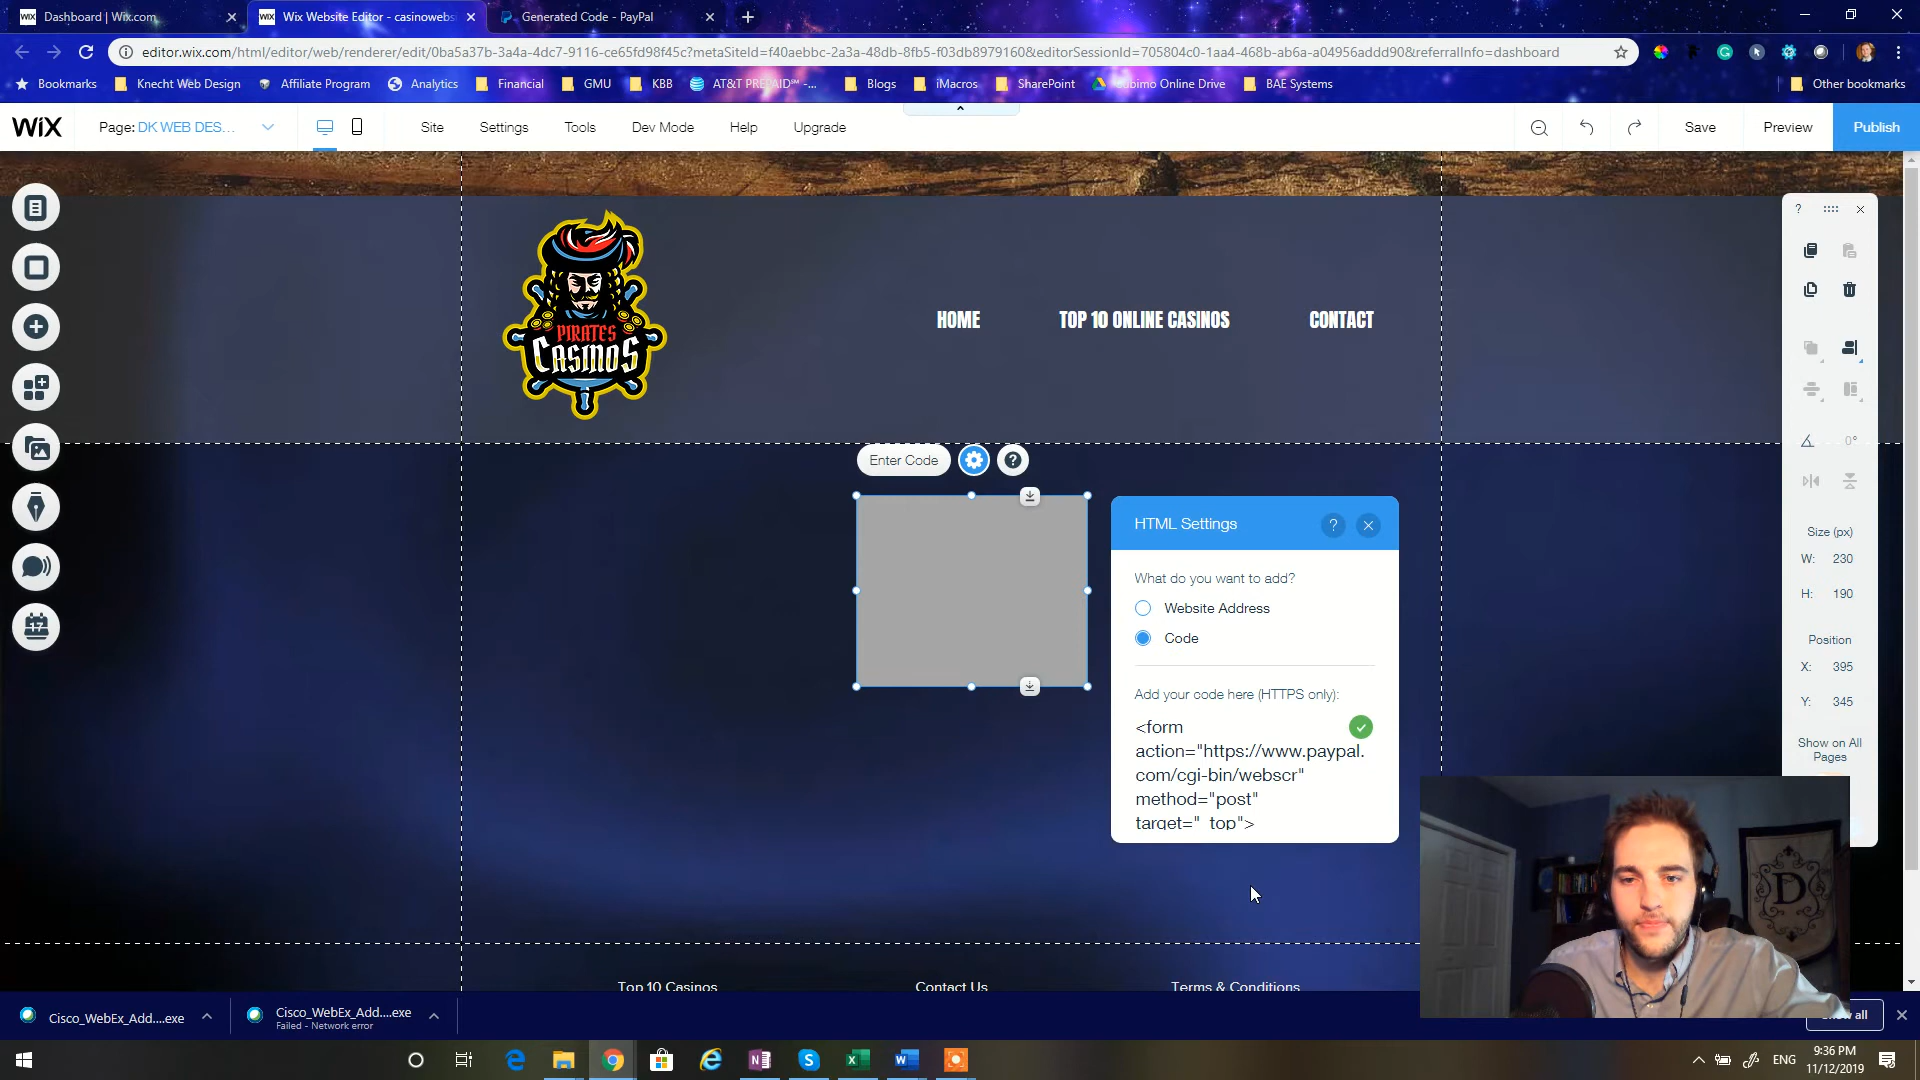 Dashboard | Wix.com
Wix Website Editor - casinowebs
Generated Code - PayPal
editor.wix.com/html/editor/web/renderer/edit/0ba5a37b-3a4a-4dc7-9116-ce65fd98f45c?metaSiteId=f40aebbc-2a3a-48db-8fb5-f03db8979160&editorSessionId=705804c0-1aa4-468b-ab6a-a04956addd90&referralInfo=dashboard
Bookmarks
Knecht Web Design
Affiliate Program
Analytics
Financial
GMU
KBB
AT&T PREPAID℠ -...
Blogs
iMacros
SharePoint
Subimo Online Drive
BAE Systems
Other bookmarks
WiX
Page: DK WEB DES...
Site
Settings
Tools
Dev Mode
Help
Upgrade
Save
Preview
Publish
PIRATES
CASINOS
HOME
TOP 10 ONLINE CASINOS
CONTACT
Enter Code
HTML Settings
What do you want to add?
Website Address
Code
Add your code here (HTTPS only):
<form
action="https://www.paypal.
com/cgi-bin/webscr"
method="post"
target="_top">
0°
Size (px)
W: 230
H: 190
Position
X: 395
Y: 345
Show on All
Pages
17
D
Top 10 Casinos
Contact Us
Terms & Conditions
Cisco_WebEx_Add....exe
Cisco_WebEx_Add....exe
Failed - Network error
all
ENG
9:36 PM
11/12/2019